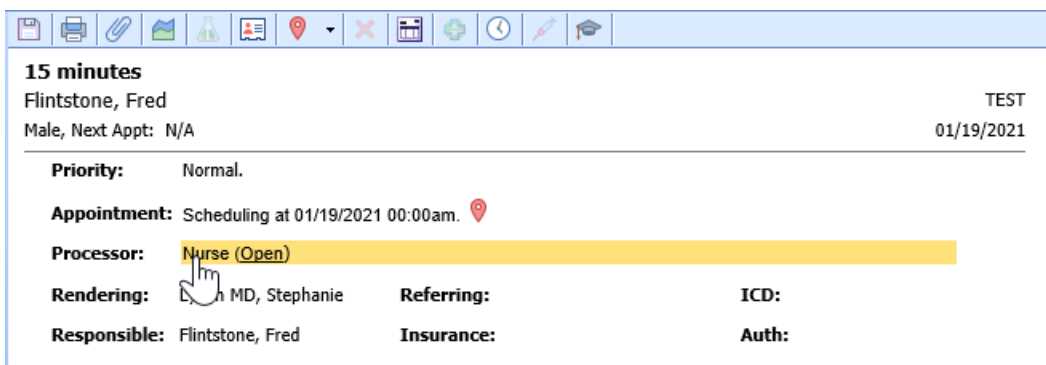 15 minutes
Flintstone, Fred TEST
Male, Next Appt: N/A 01/19/2021
Priority: Normal.
Appointment: Scheduling at 01/19/2021 00:00am.
Processor: Nurse (Open)
Rendering: MD, Stephanie Referring: ICD:
Responsible: Flintstone, Fred Insurance: Auth: